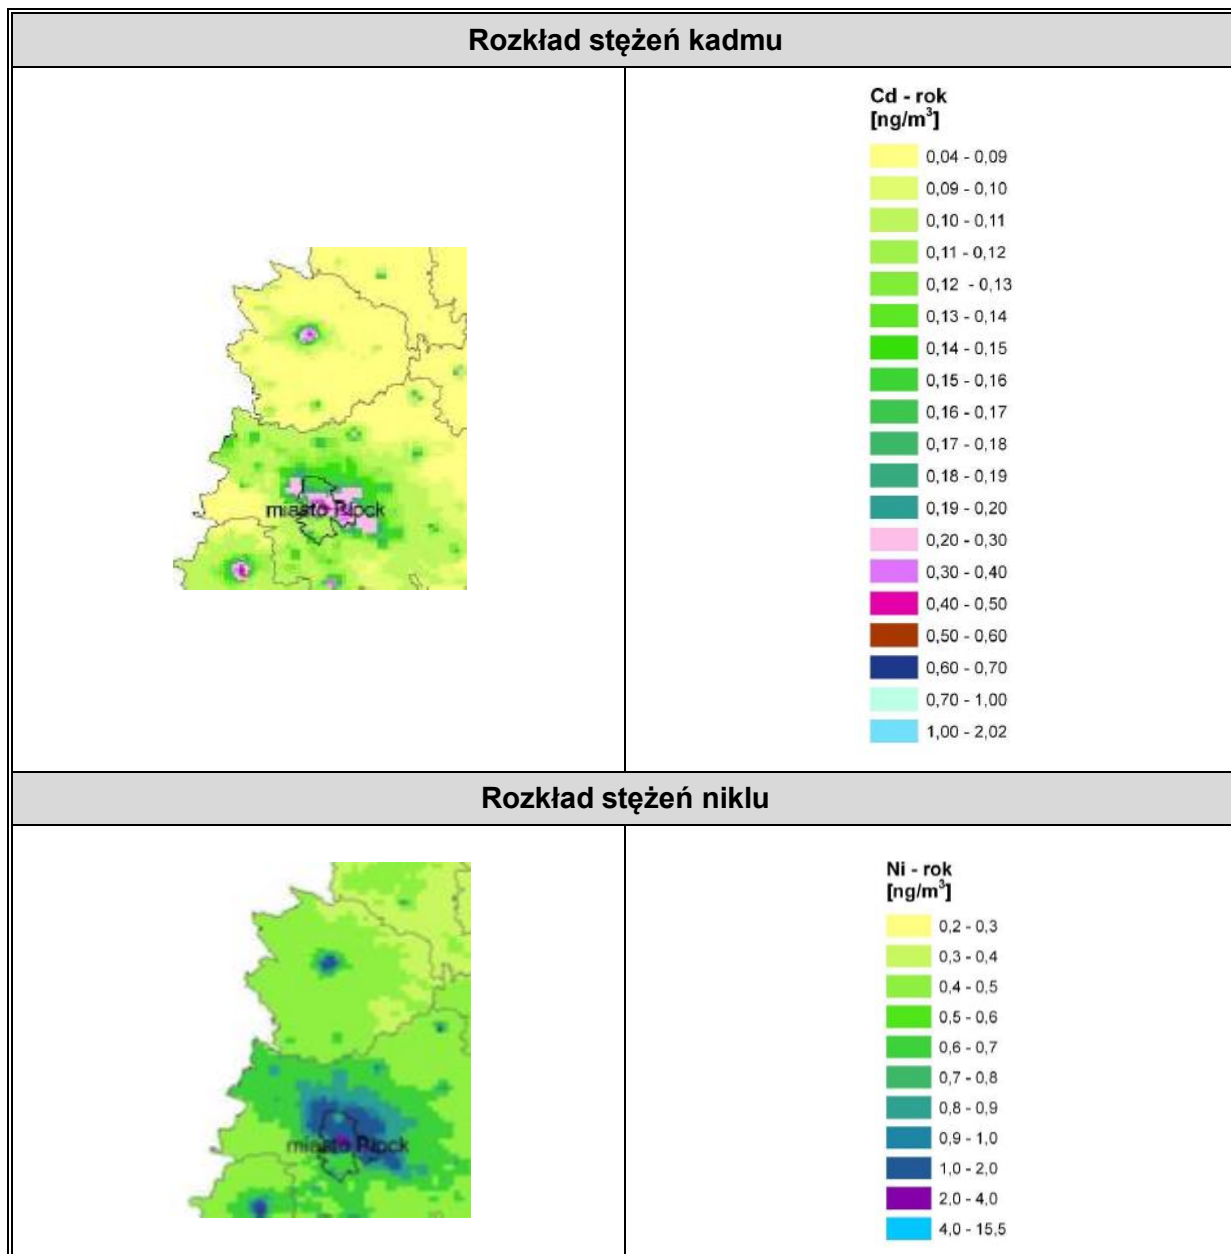 Rozkład stężeń kadmu
miasto Płock
Cd - rok
[ng/m³]
0,04 - 0,09
0,09 - 0,10
0,10 - 0,11
0,11 - 0,12
0,12 - 0,13
0,13 - 0,14
0,14 - 0,15
0,15 - 0,16
0,16 - 0,17
0,17 - 0,18
0,18 - 0,19
0,19 - 0,20
0,20 - 0,30
0,30 - 0,40
0,40 - 0,50
0,50 - 0,60
0,60 - 0,70
0,70 - 1,00
1,00 - 2,02
Rozkład stężeń niklu
miasto Płock
Ni - rok
[ng/m³]
0,2 - 0,3
0,3 - 0,4
0,4 - 0,5
0,5 - 0,6
0,6 - 0,7
0,7 - 0,8
0,8 - 0,9
0,9 - 1,0
1,0 - 2,0
2,0 - 4,0
4,0 - 15,5